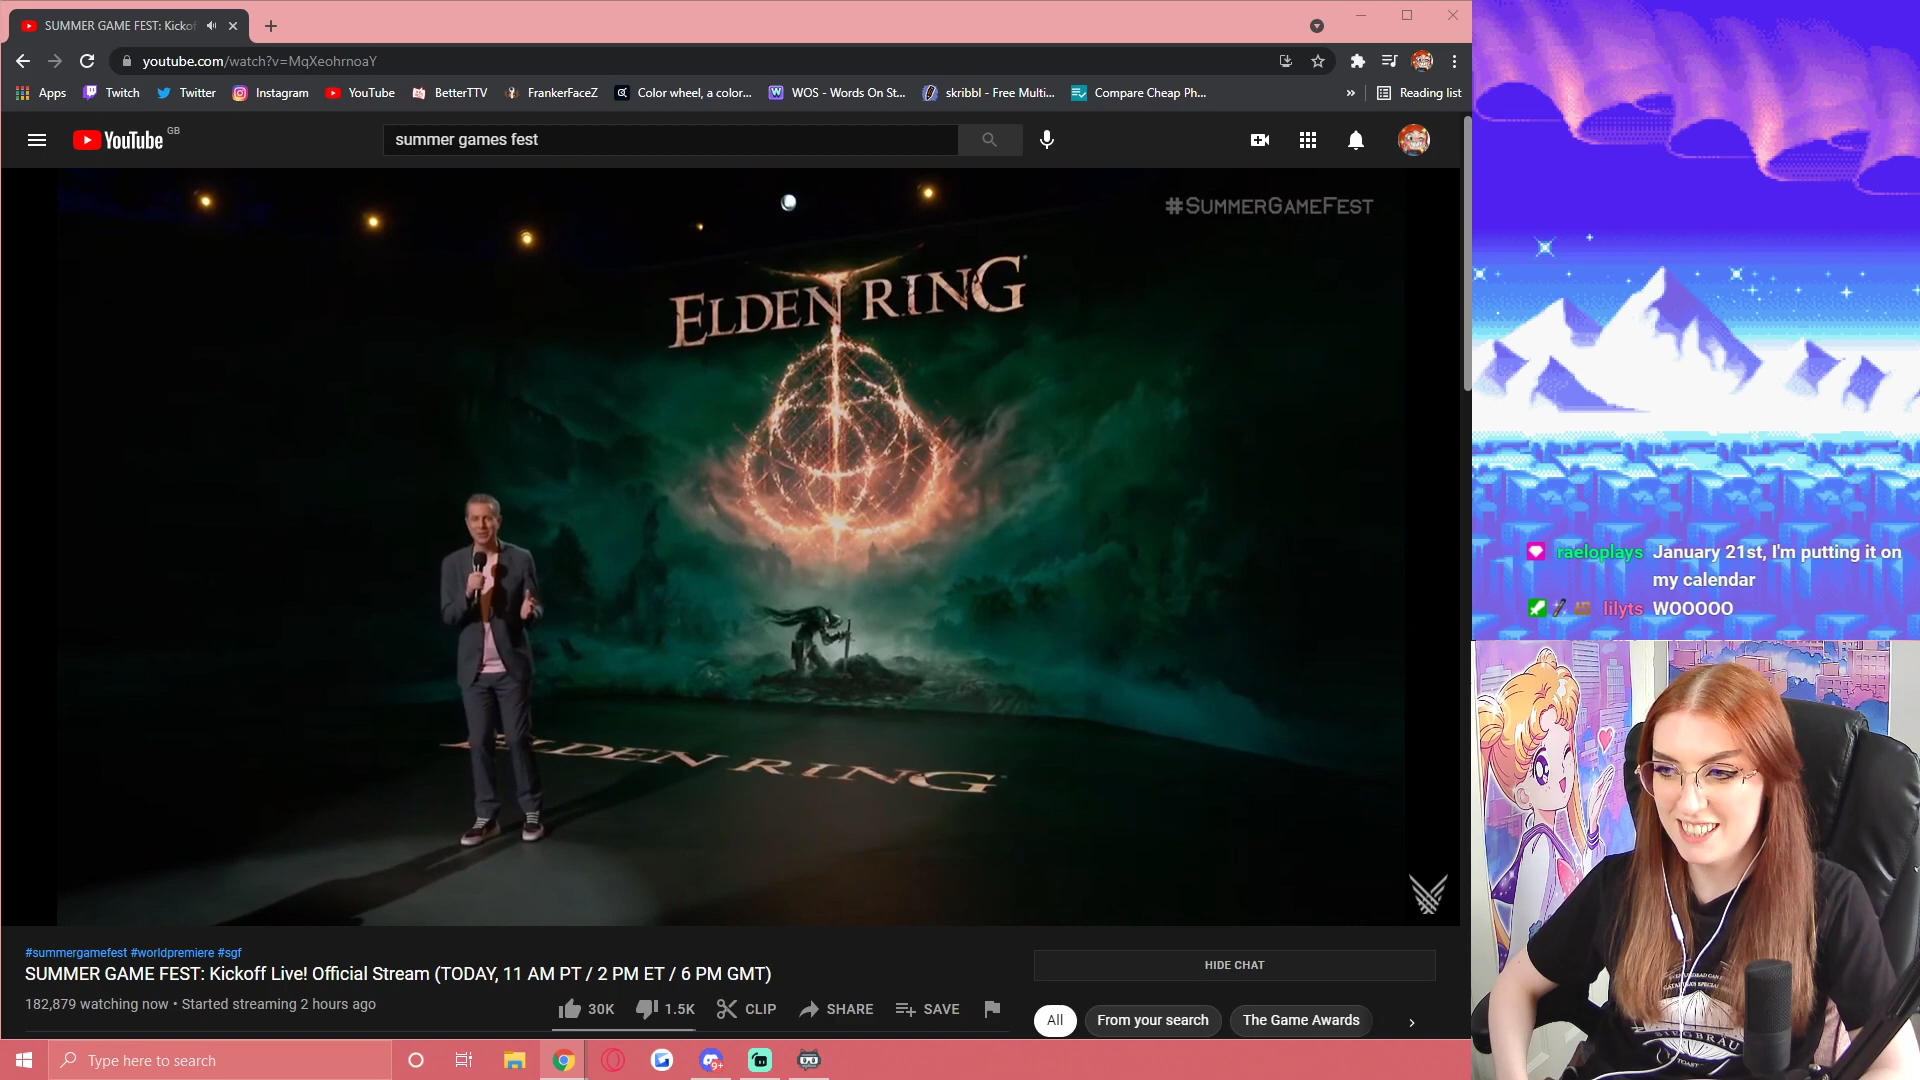 SUMMER GAME FEST: Kicko
youtube.com/watch?v=MqXeohrnoaY
Apps
Twitch
Twitter
Instagram
YouTube
BetterTTV
FrankerFaceZ
Color wheel, a color...
WOS - Words On St...
skribbl - Free Multi...
Compare Cheap Ph...
»
Reading list
YouTube GB
summer games fest
#SUMMERGAMEFEST
ELDEN RING
ELDEN RING
raeloplays January 21st, I'm putting it on
my calendar
lilyts WOOOOO
#summergamefest #worldpremiere #sgf
SUMMER GAME FEST: Kickoff Live! Official Stream (TODAY, 11 AM PT / 2 PM ET / 6 PM GMT)
182,879 watching now • Started streaming 2 hours ago
30K
1.5K
CLIP
SHARE
SAVE
HIDE CHAT
All
From your search
The Game Awards
SIEGBRÄU
Type here to search
9+